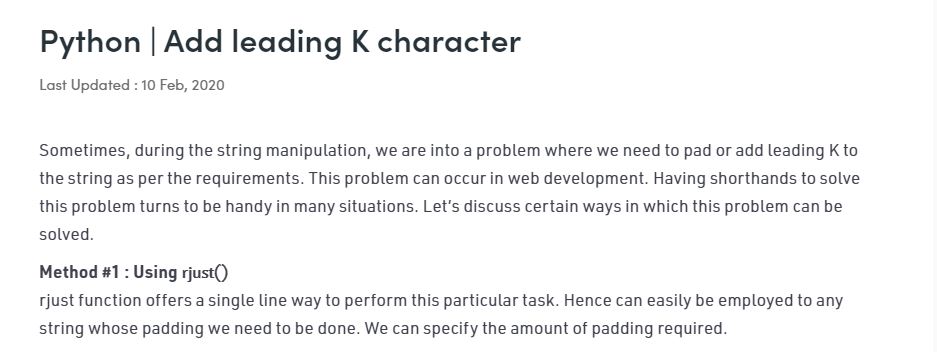 Python | Add leading K character
Last Updated : 10 Feb, 2020
Sometimes, during the string manipulation, we are into a problem where we need to pad or add leading K to
the string as per the requirements. This problem can occur in web development. Having shorthands to solve
this problem turns to be handy in many situations. Let’s discuss certain ways in which this problem can be
solved.
Method #1 : Using rjust()
rjust function offers a single line way to perform this particular task. Hence can easily be employed to any
string whose padding we need to be done. We can specify the amount of padding required.